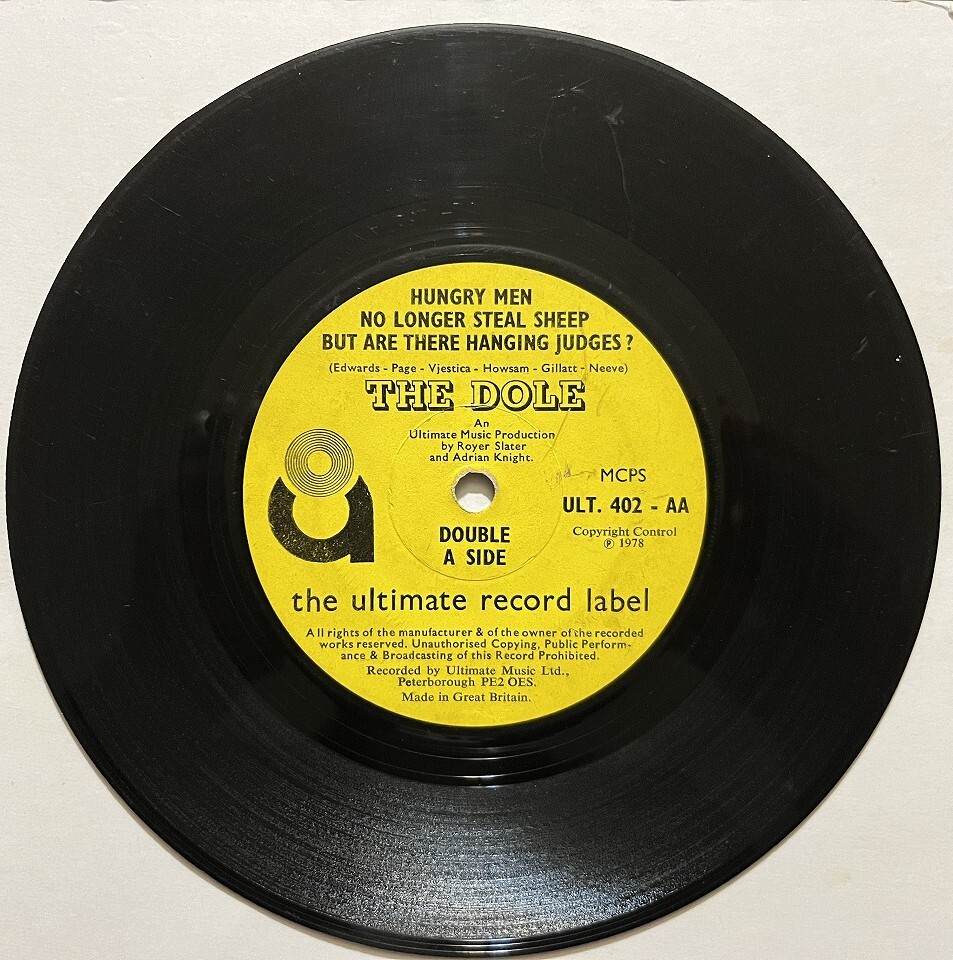 HUNGRY MEN
NO LONGER STEAL SHEEP
BUT ARE THERE HANGING JUDGES?
(Edwards - Page - Vjestica - Howsam - Gillatt - Neeve)
THE DOLE
An
Ultimate Music Production
by Royer Slater
and Adrian Knight.
MCPS
ULT. 402 - AA
Copyright Control
℗ 1978
DOUBLE
A SIDE
the ultimate record label
All rights of the manufacturer & of the owner of the recorded
works reserved. Unauthorised Copying, Public Perform-
ance & Broadcasting of this Record Prohibited.
Recorded by Ultimate Music Ltd.,
Peterborough PE2 OES.
Made in Great Britain.